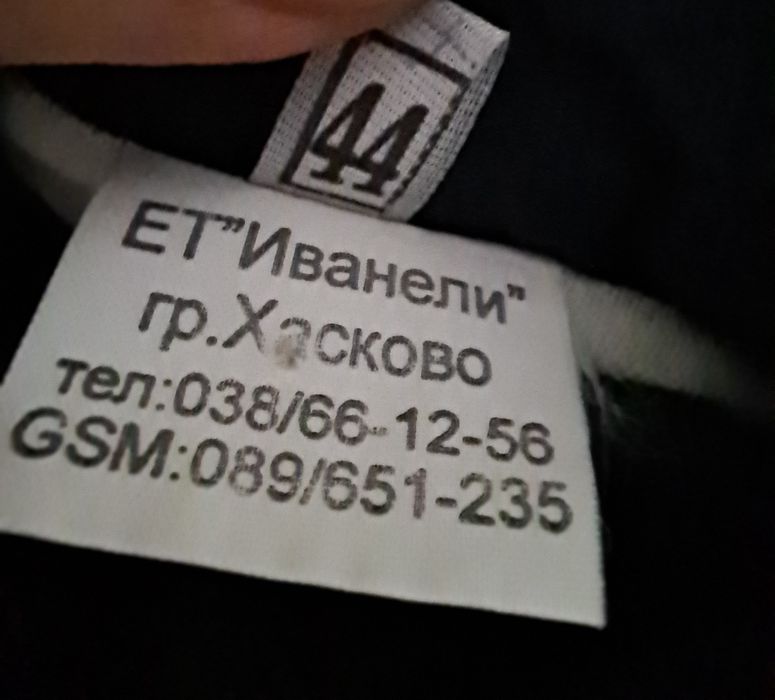 44
ЕТ"Иванели"
гр.Хасково
тел:038/66-12-56
GSM:089/651-235